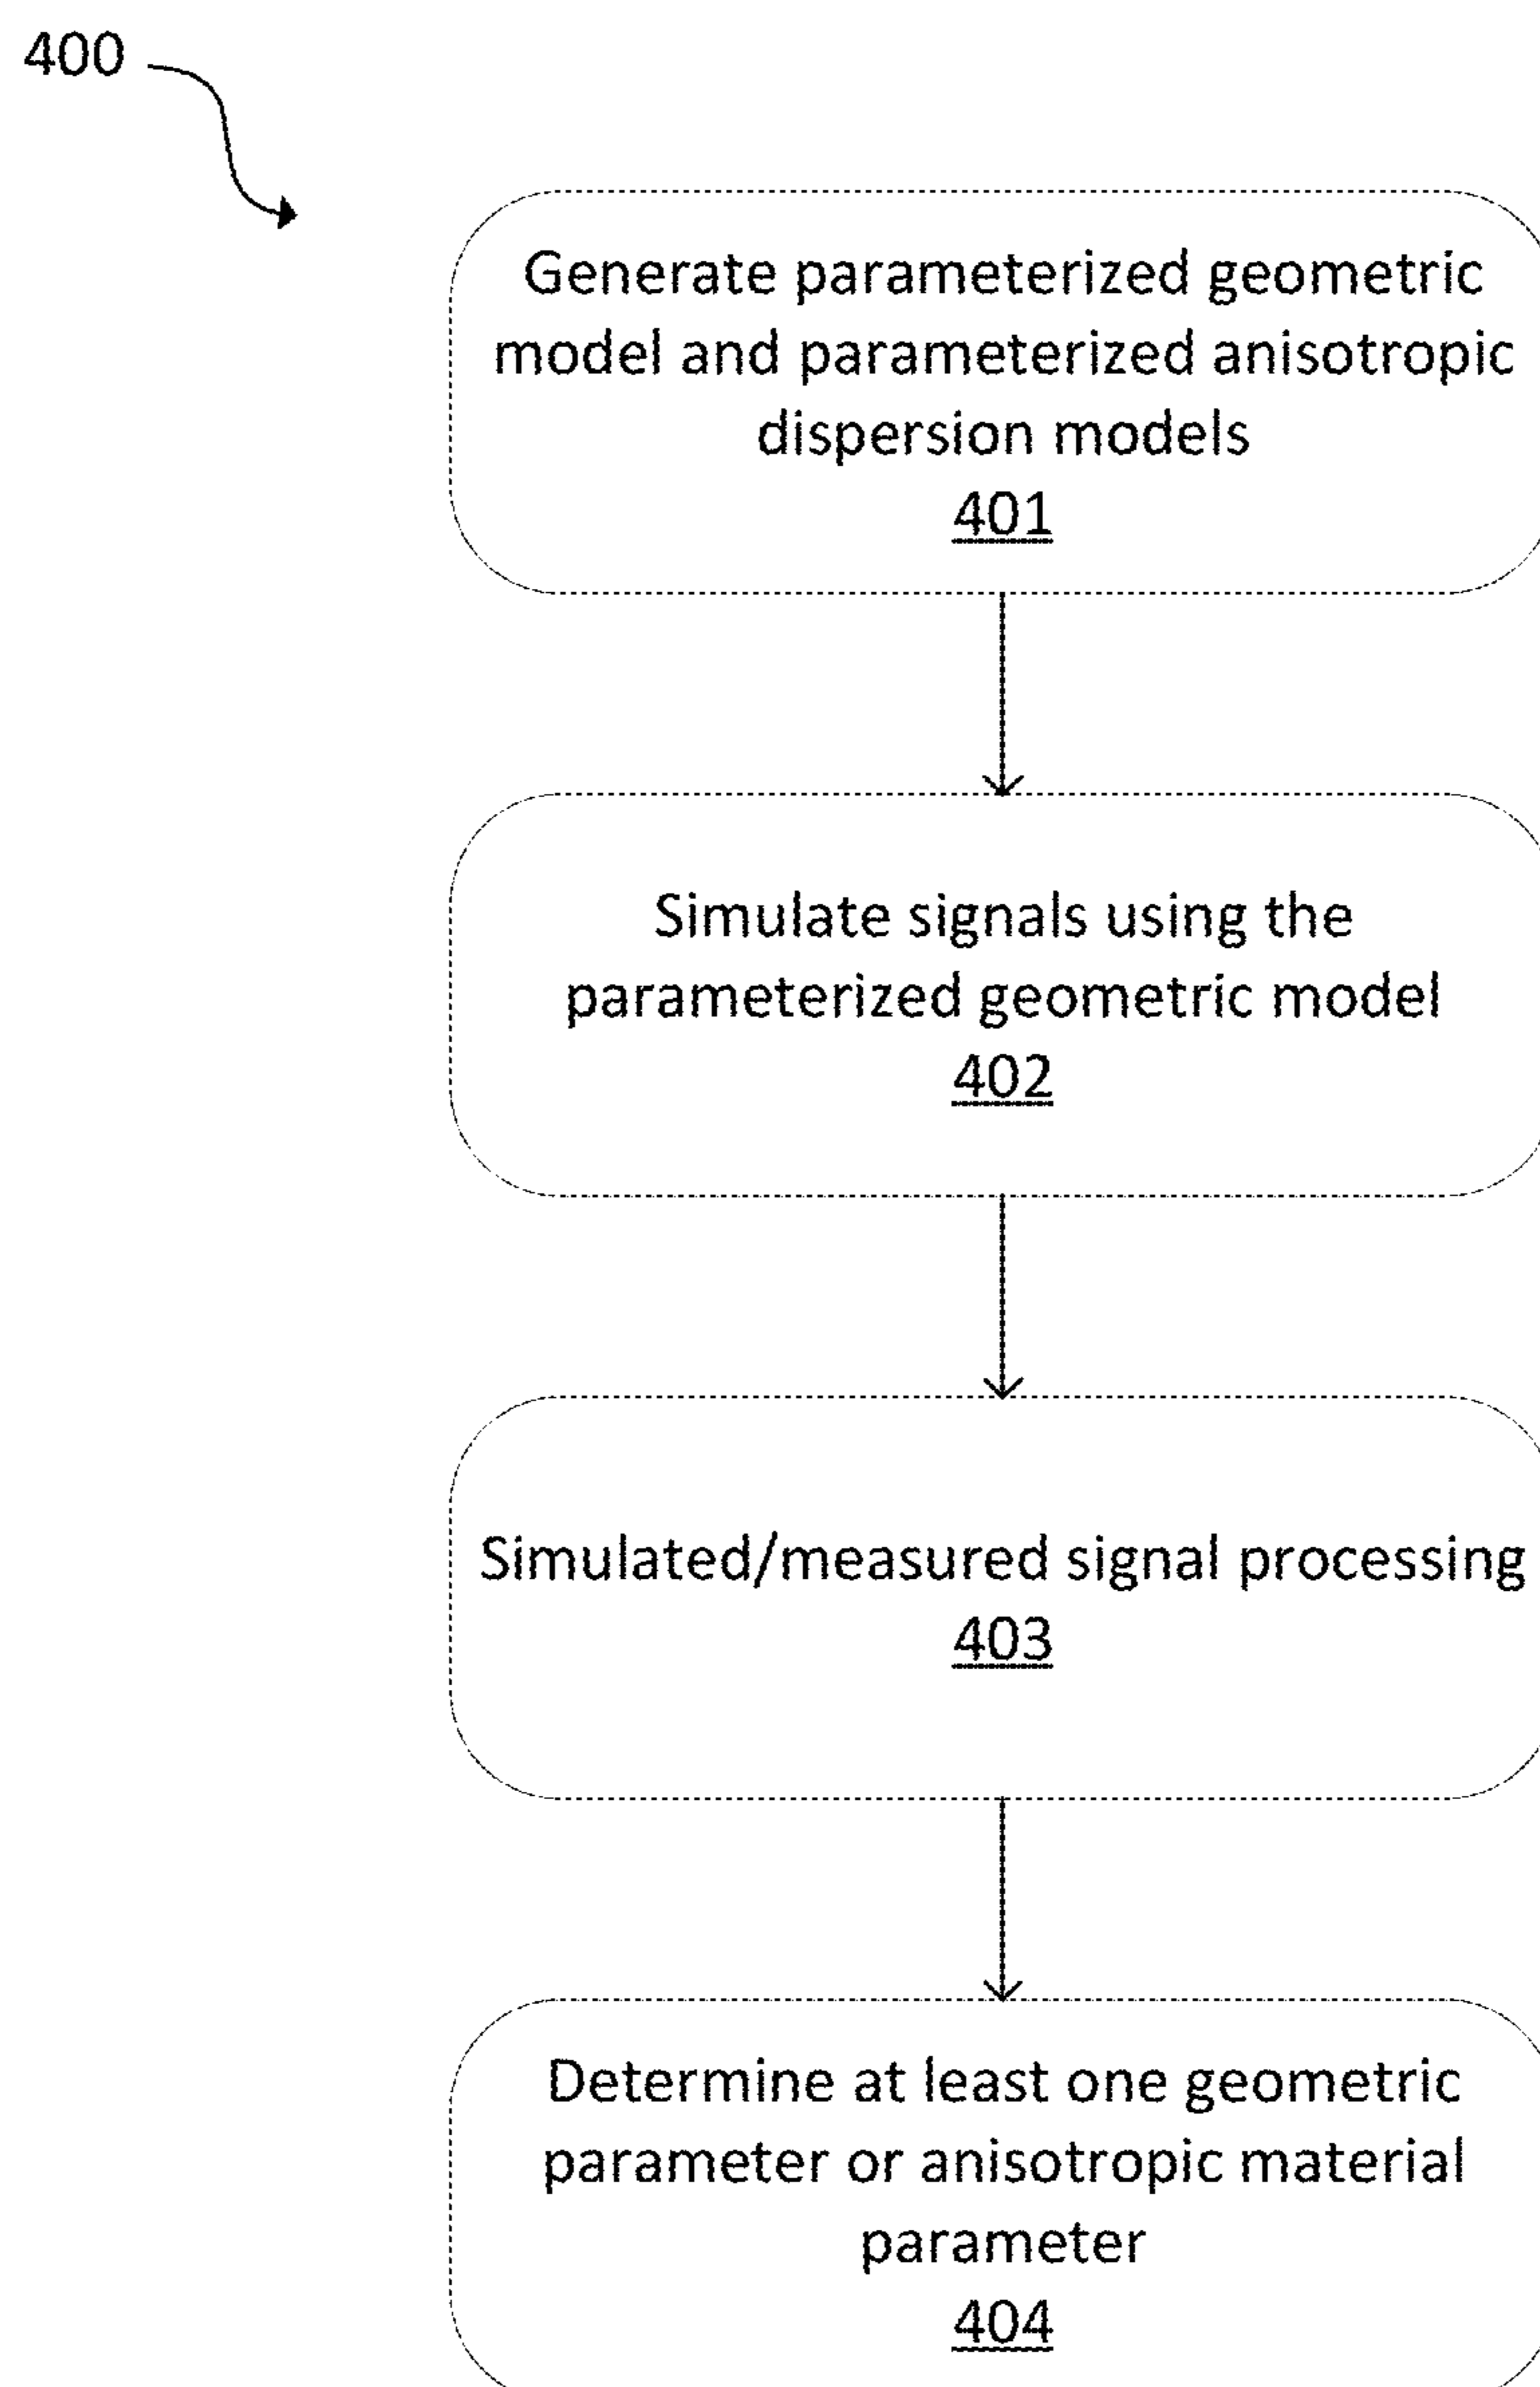 400
Generate parameterized geometric
model and parameterized anisotropic
dispersion models
401
Simulate signals using the
parameterized geometric model
402
Simulated/measured signal processing
403
Determine at least one geometric
parameter or anisotropic material
parameter
404